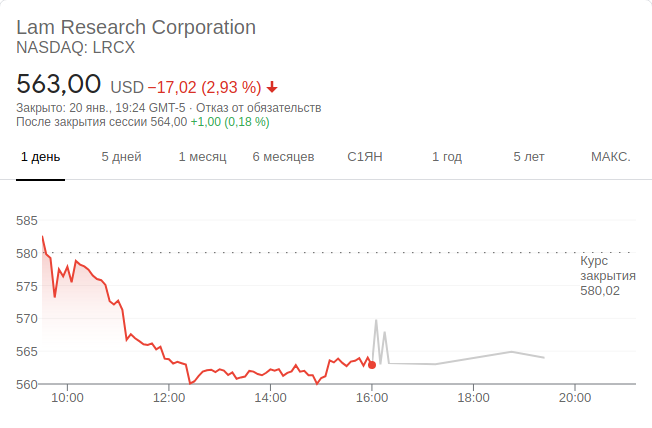 Lam Research Corporation
NASDAQ: LRCX
563,00 USD −17,02 (2,93 %)
Закрыто: 20 янв., 19:24 GMT-5 · Отказ от обязательств
После закрытия сессии 564,00 +1,00 (0,18 %)
1 день 5 дней 1 месяц 6 месяцев С1ЯН 1 год 5 лет МАКС.
585
580
Курс
закрытия
580,02
575
570
565
560
10:00 12:00 14:00 16:00 18:00 20:00